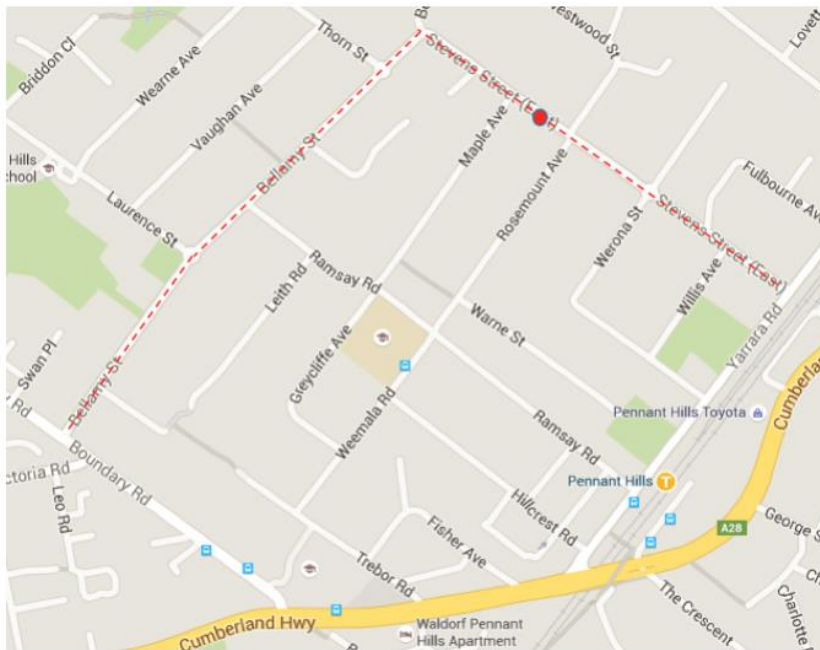 Briddon Cl
Wearne Ave
Vaughan Ave
Thorn St
Stevens Street (East)
Westwood St
Lovett
Hills
School
Laurence St
Bellamy St
Maple Ave
Rosemount Ave
Fulbourne Ave
Werona St
Stevens Street (East)
Willis Ave
Yarrara Rd
Ramsay Rd
Leith Rd
Warne St
Greycliffe Ave
Swan Pl
Bellamy St
Weemala Rd
Pennant Hills Toyota
Cumberland
Ramsay Rd
Pennant Hills
T
Boundary Rd
y Rd
ctoria Rd
Leo Rd
Hillcrest Rd
A28
George S
Fisher Ave
Trebor Rd
The Crescent
Charlotte
Ch
Waldorf Pennant
Hills Apartment
Cumberland Hwy